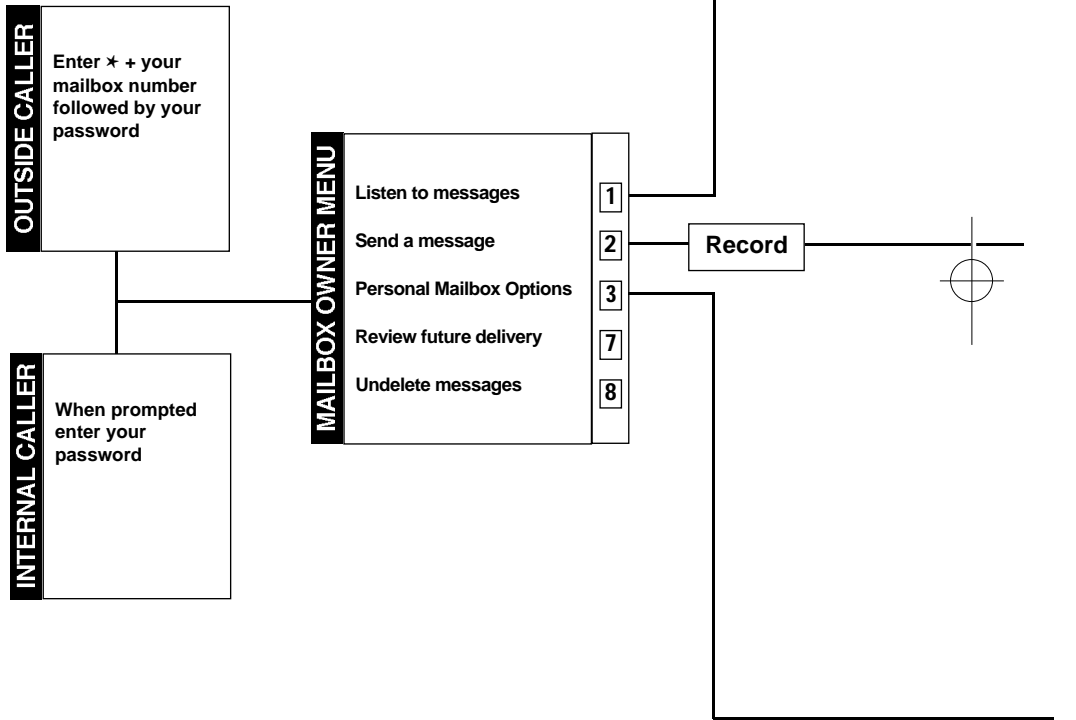 OUTSIDE CALLER
Enter ✶ + your
mailbox number
followed by your
password
INTERNAL CALLER
When prompted
enter your
password
MAILBOX OWNER MENU
Listen to messages 1
Send a message 2
Personal Mailbox Options 3
Review future delivery 7
Undelete messages 8
Record